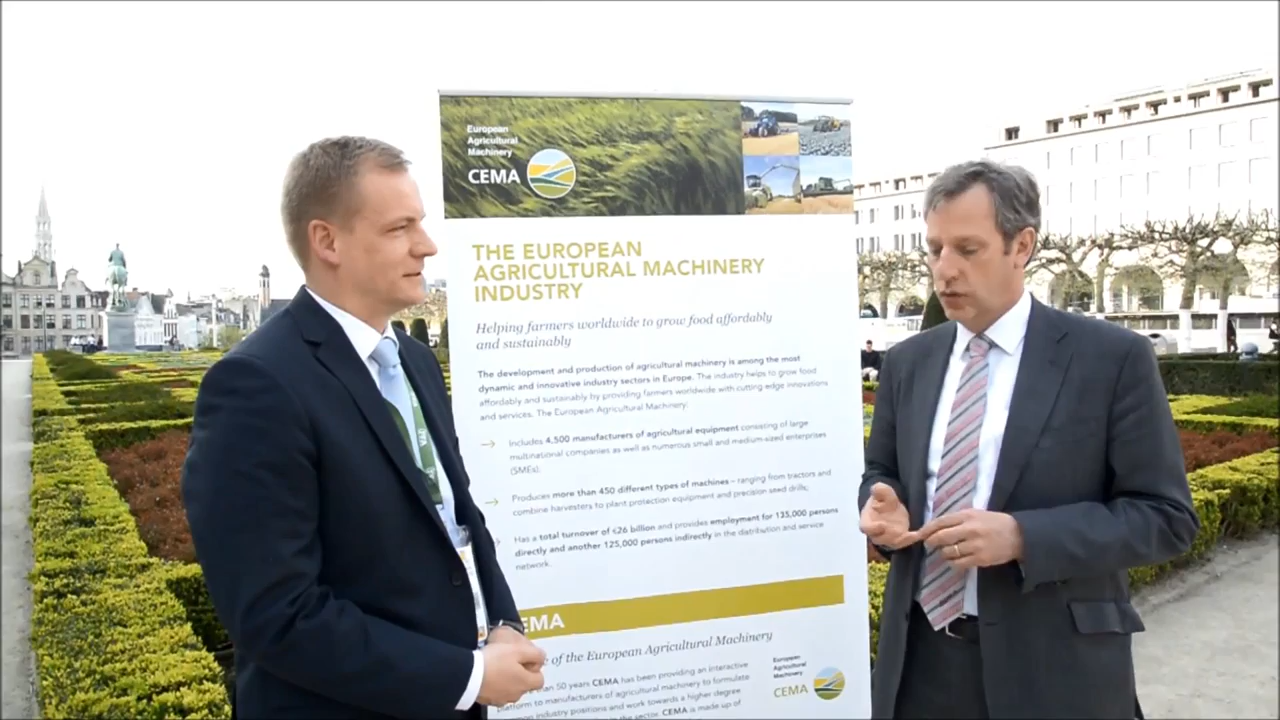 European
Agricultural
Machinery
CEMA
THE EUROPEAN
AGRICULTURAL MACHINERY
INDUSTRY
Helping farmers worldwide to grow food affordably
and sustainably
The development and production of agricultural machinery is among the most
dynamic and innovative industry sectors in Europe. The industry helps to grow food
affordably and sustainably by providing farmers worldwide with cutting-edge innovations
and services. The European Agricultural Machinery:
→ Includes 4,500 manufacturers of agricultural equipment consisting of large
multinational companies as well as numerous small and medium-sized enterprises
(SMEs);
→ Produces more than 450 different types of machines – ranging from tractors and
combine harvesters to plant protection equipment and precision seed drills;
Has a total turnover of €26 billion and provides employment for 135,000 persons
directly and another 125,000 persons indirectly in the distribution and service
network.
EMA
e of the European Agricultural Machinery
an 50 years CEMA has been providing an interactive
platform to manufacturers of agricultural machinery to formulate
industry positions and work towards a higher degree
the sector. CEMA is made up of
European
Agricultural
Machinery
CEMA